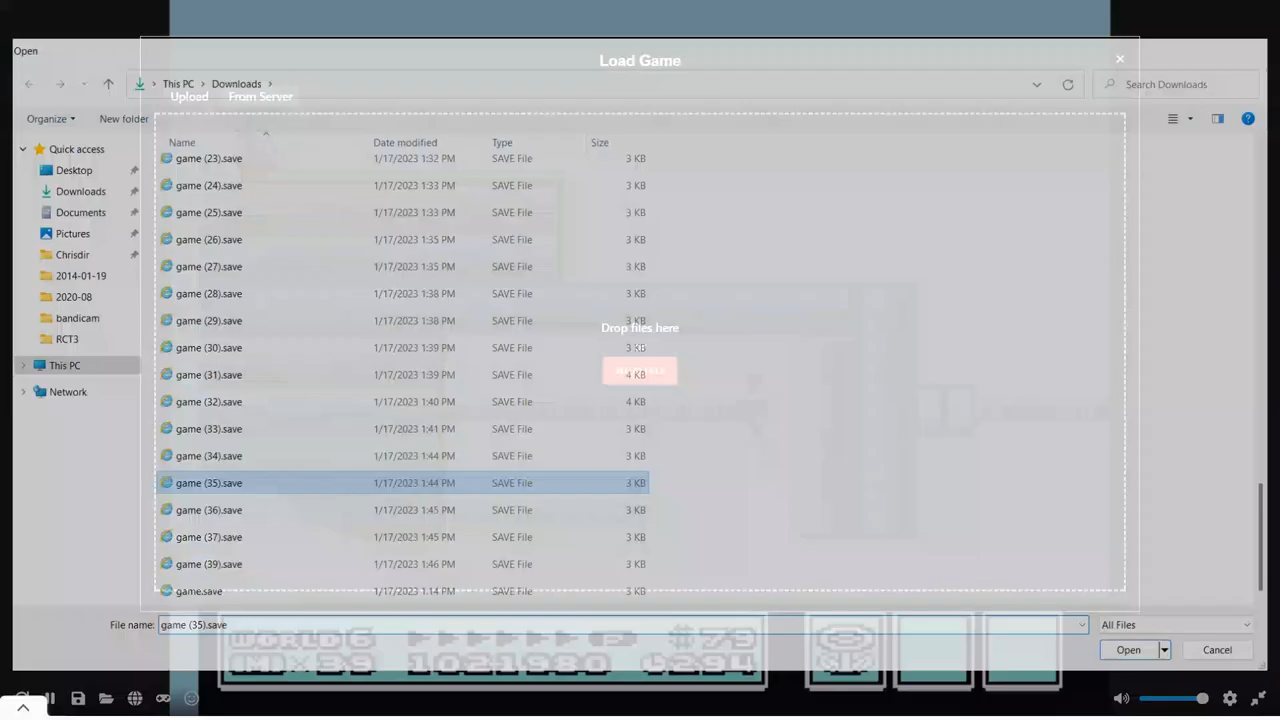 Open
Load Game
×
This PC
Downloads
Search Downloads
Upload
From Server
Organize
New folder
Name Date modified Type Size
game (23).save 1/17/2023 1:32 PM SAVE File 3 KB
game (24).save 1/17/2023 1:33 PM SAVE File 3 KB
game (25).save 1/17/2023 1:33 PM SAVE File 3 KB
game (26).save 1/17/2023 1:35 PM SAVE File 3 KB
game (27).save 1/17/2023 1:35 PM SAVE File 3 KB
game (28).save 1/17/2023 1:38 PM SAVE File 3 KB
game (29).save 1/17/2023 1:38 PM SAVE File 3 KB
game (30).save 1/17/2023 1:39 PM SAVE File 3 KB
game (31).save 1/17/2023 1:39 PM SAVE File 4 KB
game (32).save 1/17/2023 1:40 PM SAVE File 4 KB
game (33).save 1/17/2023 1:41 PM SAVE File 3 KB
game (34).save 1/17/2023 1:44 PM SAVE File 3 KB
game (35).save 1/17/2023 1:44 PM SAVE File 3 KB
game (36).save 1/17/2023 1:45 PM SAVE File 3 KB
game (37).save 1/17/2023 1:45 PM SAVE File 3 KB
game (39).save 1/17/2023 1:46 PM SAVE File 3 KB
game.save 1/17/2023 1:14 PM SAVE File 3 KB
Quick access
Desktop
Downloads
Documents
Pictures
Chrisdir
2014-01-19
2020-08
bandicam
RCT3
This PC
Network
Drop files here
File name: game (35).save
All Files
Open
Cancel
WORLD 6 P #79
(M)×39 1021980 294